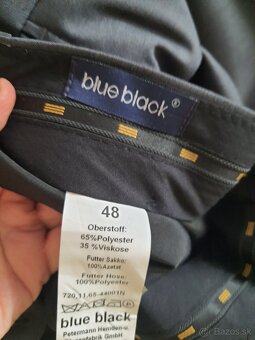 blue black®
48
Oberstoff:
65%Polyester
35 %Viskose
Futter Sakko:
100%Azetat
Futter Hose:
100%Polyester
blue black
Petermann
Bazos.sk